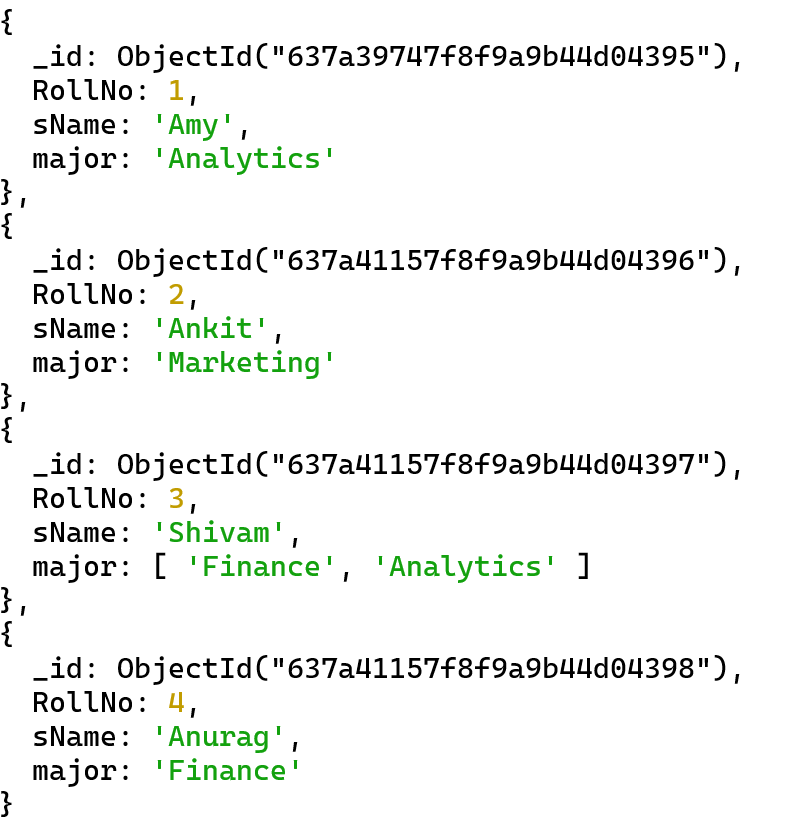 {
  _id: ObjectId("637a39747f8f9a9b44d04395"),
  RollNo: 1,
  sName: 'Amy',
  major: 'Analytics'
},
{
  _id: ObjectId("637a41157f8f9a9b44d04396"),
  RollNo: 2,
  sName: 'Ankit',
  major: 'Marketing'
},
{
  _id: ObjectId("637a41157f8f9a9b44d04397"),
  RollNo: 3,
  sName: 'Shivam',
  major: [ 'Finance', 'Analytics' ]
},
{
  _id: ObjectId("637a41157f8f9a9b44d04398"),
  RollNo: 4,
  sName: 'Anurag',
  major: 'Finance'
}